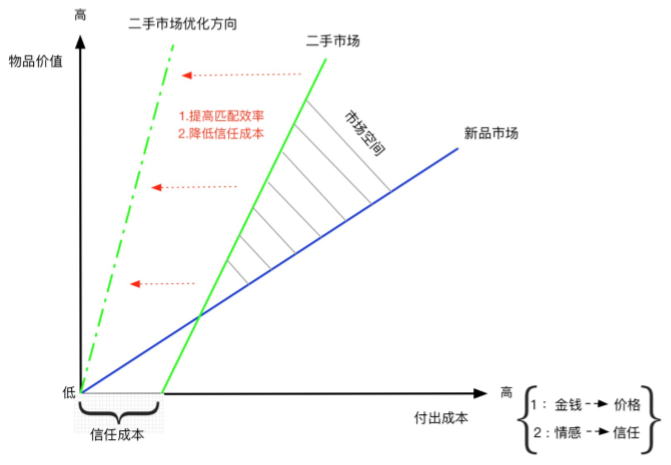 高
二手市场优化方向
二手市场
物品价值
1.提高匹配效率
2.降低信任成本
市场空间
新品市场
低
高
付出成本
信任成本
1：金钱 --➔ 价格
2：情感 --➔ 信任